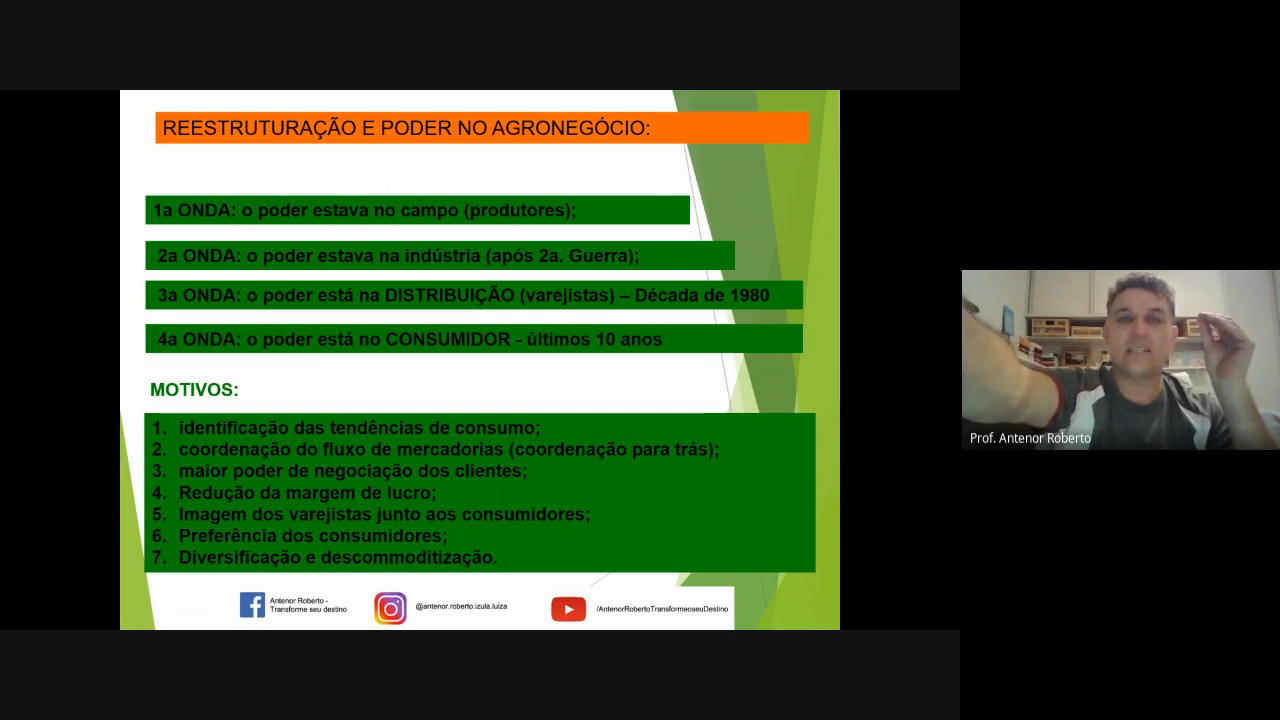 REESTRUTURAÇÃO E PODER NO AGRONEGÓCIO:
1a ONDA: o poder estava no campo (produtores);
2a ONDA: o poder estava na indústria (após 2a. Guerra);
3a ONDA: o poder está na DISTRIBUIÇÃO (varejistas) – Década de 1980
4a ONDA: o poder está no CONSUMIDOR - últimos 10 anos
MOTIVOS:
1. identificação das tendências de consumo;
2. coordenação do fluxo de mercadorias (coordenação para trás);
3. maior poder de negociação dos clientes;
4. Redução da margem de lucro;
5. Imagem dos varejistas junto aos consumidores;
6. Preferência dos consumidores;
7. Diversificação e descommoditização.
Antenor Roberto -
Transforme seu destino
@antenor.roberto.izula.luiza
/AntenorRobertoTransformeoseuDestino
Prof. Antenor Roberto